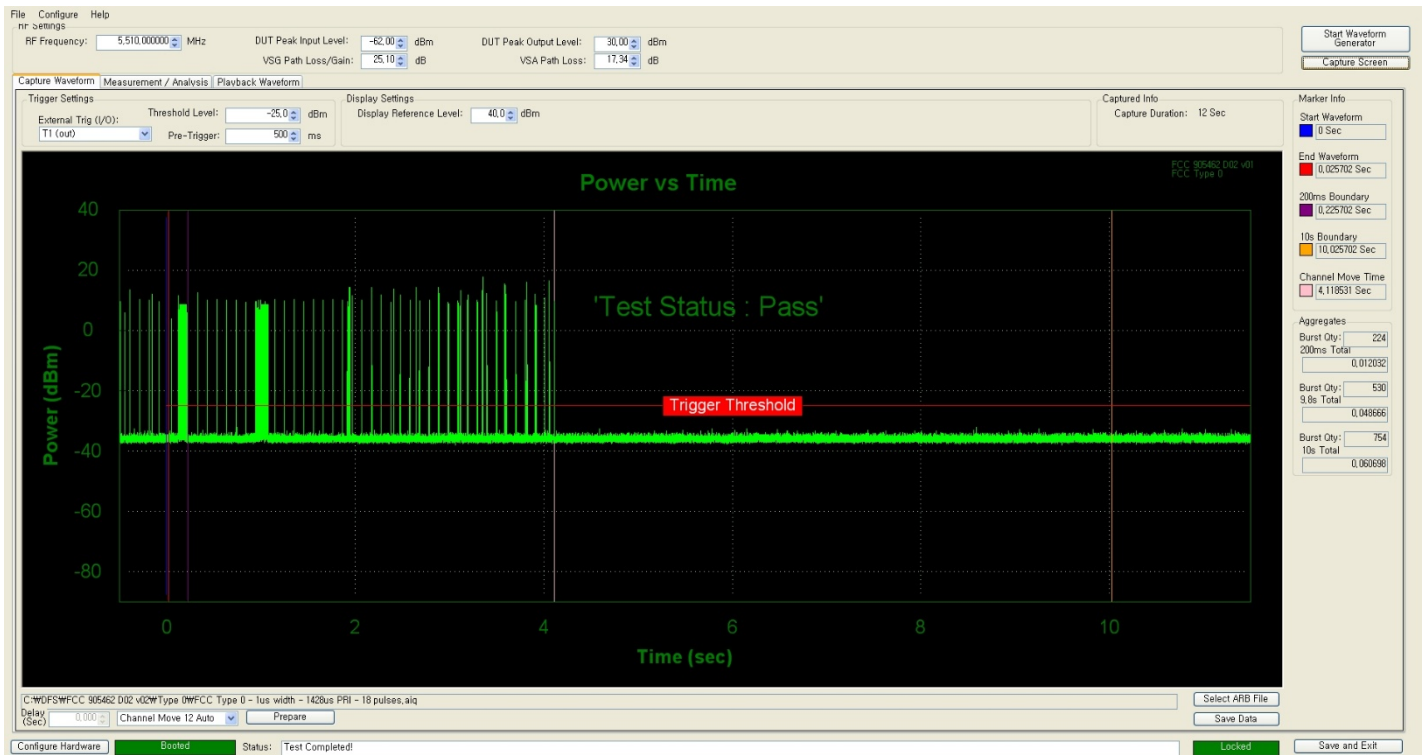 File Configure Help
RF Settings
RF Frequency: 5,510,000000 MHz
DUT Peak Input Level: -62,00 dBm
DUT Peak Output Level: 30,00 dBm
VSG Path Loss/Gain: 25,10 dB
VSA Path Loss: 17,34 dB
Start Waveform
Generator
Capture Screen
Capture Waveform Measurement / Analysis Playback Waveform
Trigger Settings
External Trig (I/O):
T1 (out)
Threshold Level: -25,0 dBm
Pre-Trigger: 500 ms
Display Settings
Display Reference Level: 40,0 dBm
Captured Info
Capture Duration: 12 Sec
Marker Info
Start Waveform
0 Sec
End Waveform
0,025702 Sec
200ms Boundary
0,225702 Sec
10s Boundary
10,025702 Sec
Channel Move Time
4,118531 Sec
Aggregates
Burst Qty: 224
200ms Total
0,012032
Burst Qty: 530
9,8s Total
0,048666
Burst Qty: 754
10s Total
0,060698
FCC 905462 D02 v01
FCC Type 0
Power vs Time
40
20
0
-20
-40
-60
-80
Power (dBm)
'Test Status : Pass'
Trigger Threshold
0 2 4 6 8 10
Time (sec)
C:₩DFS₩FCC 905462 D02 v02₩Type 0₩FCC Type 0 - 1us width - 1428us PRI - 18 pulses,aiq
Select ARB File
Delay
(Sec) 0,000 Channel Move 12 Auto Prepare
Save Data
Configure Hardware Booted Status: Test Completed! Locked Save and Exit